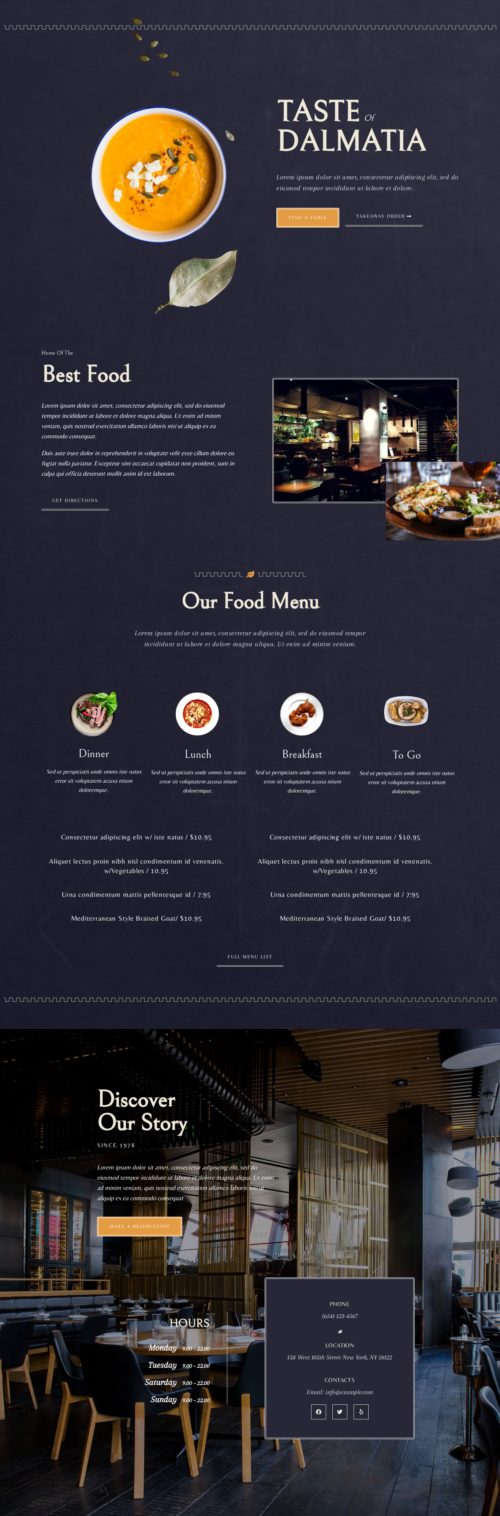 TASTE Of
DALMATIA
Lorem ipsum dolor sit amet, consectetur adipiscing elit, sed do
eiusmod tempor incididunt ut labore et dolore.
FIND A TABLE
TAKEAWAY ORDER
Home Of The
Best Food
Lorem ipsum dolor sit amet, consectetur adipiscing elit, sed do eiusmod
tempor incididunt ut labore et dolore magna aliqua. Ut enim ad minim
veniam, quis nostrud exercitation ullamco laboris nisi ut aliquip ex ea
commodo consequat.
Duis aute irure dolor in reprehenderit in voluptate velit esse cillum dolore eu
fugiat nulla pariatur. Excepteur sint occaecat cupidatat non proident, sunt in
culpa qui officia deserunt mollit anim id est laborum.
GET DIRECTIONS
Our Food Menu
Lorem ipsum dolor sit amet, consectetur adipiscing elit, sed do eiusmod tempor
incididunt ut labore et dolore magna aliqua. Ut enim ad minim veniam.
Dinner
Sed ut perspiciatis unde omnis iste natus
error sit voluptatem accusa ntium
doloremque.
Lunch
Sed ut perspiciatis unde omnis iste natus
error sit voluptatem accusa ntium
doloremque.
Breakfast
Sed ut perspiciatis unde omnis iste natus
error sit voluptatem accusa ntium
doloremque.
To Go
Sed ut perspiciatis unde omnis iste natus
error sit voluptatem accusa ntium
doloremque.
Consectetur adipiscing elit w/ iste natus / $10.95
Aliquet lectus proin nibh nisl condimentum id venenatis.
w/Vegetables / 10.95
Urna condimentum mattis pellentesque id / 7.95
Mediterranean Style Braised Goat/ $10.95
Consectetur adipiscing elit w/ iste natus / $10.95
Aliquet lectus proin nibh nisl condimentum id venenatis.
w/Vegetables / 10.95
Urna condimentum mattis pellentesque id / 7.95
Mediterranean Style Braised Goat/ $10.95
FULL MENU LIST
Discover
Our Story
SINCE 1978
Lorem ipsum dolor sit amet, consectetur adipiscing elit, sed do
eiusmod tempor incididunt ut labore et dolore magna aliqua. Ut enim
ad minim veniam, quis nostrud exercitation ullamco laboris nisi ut
aliquip ex ea commodo consequat
MAKE A RESERVATION
HOURS
Monday 9.00 - 22.00
Tuesday 9.00 - 22.00
Saturday 9.00 - 22.00
Sunday 9.00 - 22.00
PHONE
(654) 123-4567
LOCATION
158 West 105th Street New York, NY 11022
CONTACTS
Email: info@example.com